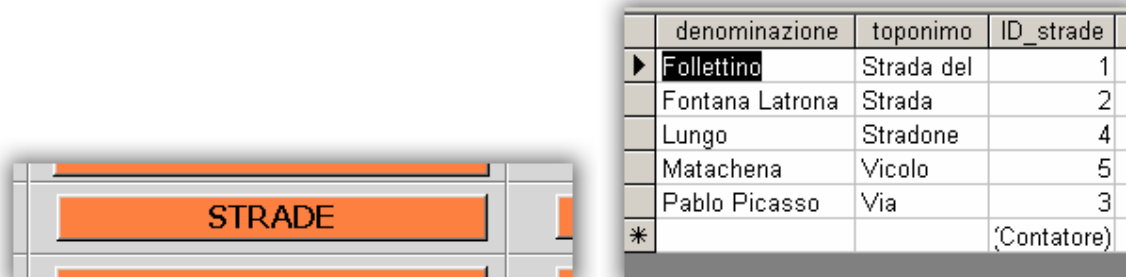 STRADE
denominazione toponimo ID_strade
Follettino Strada del 1
Fontana Latrona Strada 2
Lungo Stradone 4
Matachena Vicolo 5
Pablo Picasso Via 3
(Contatore)